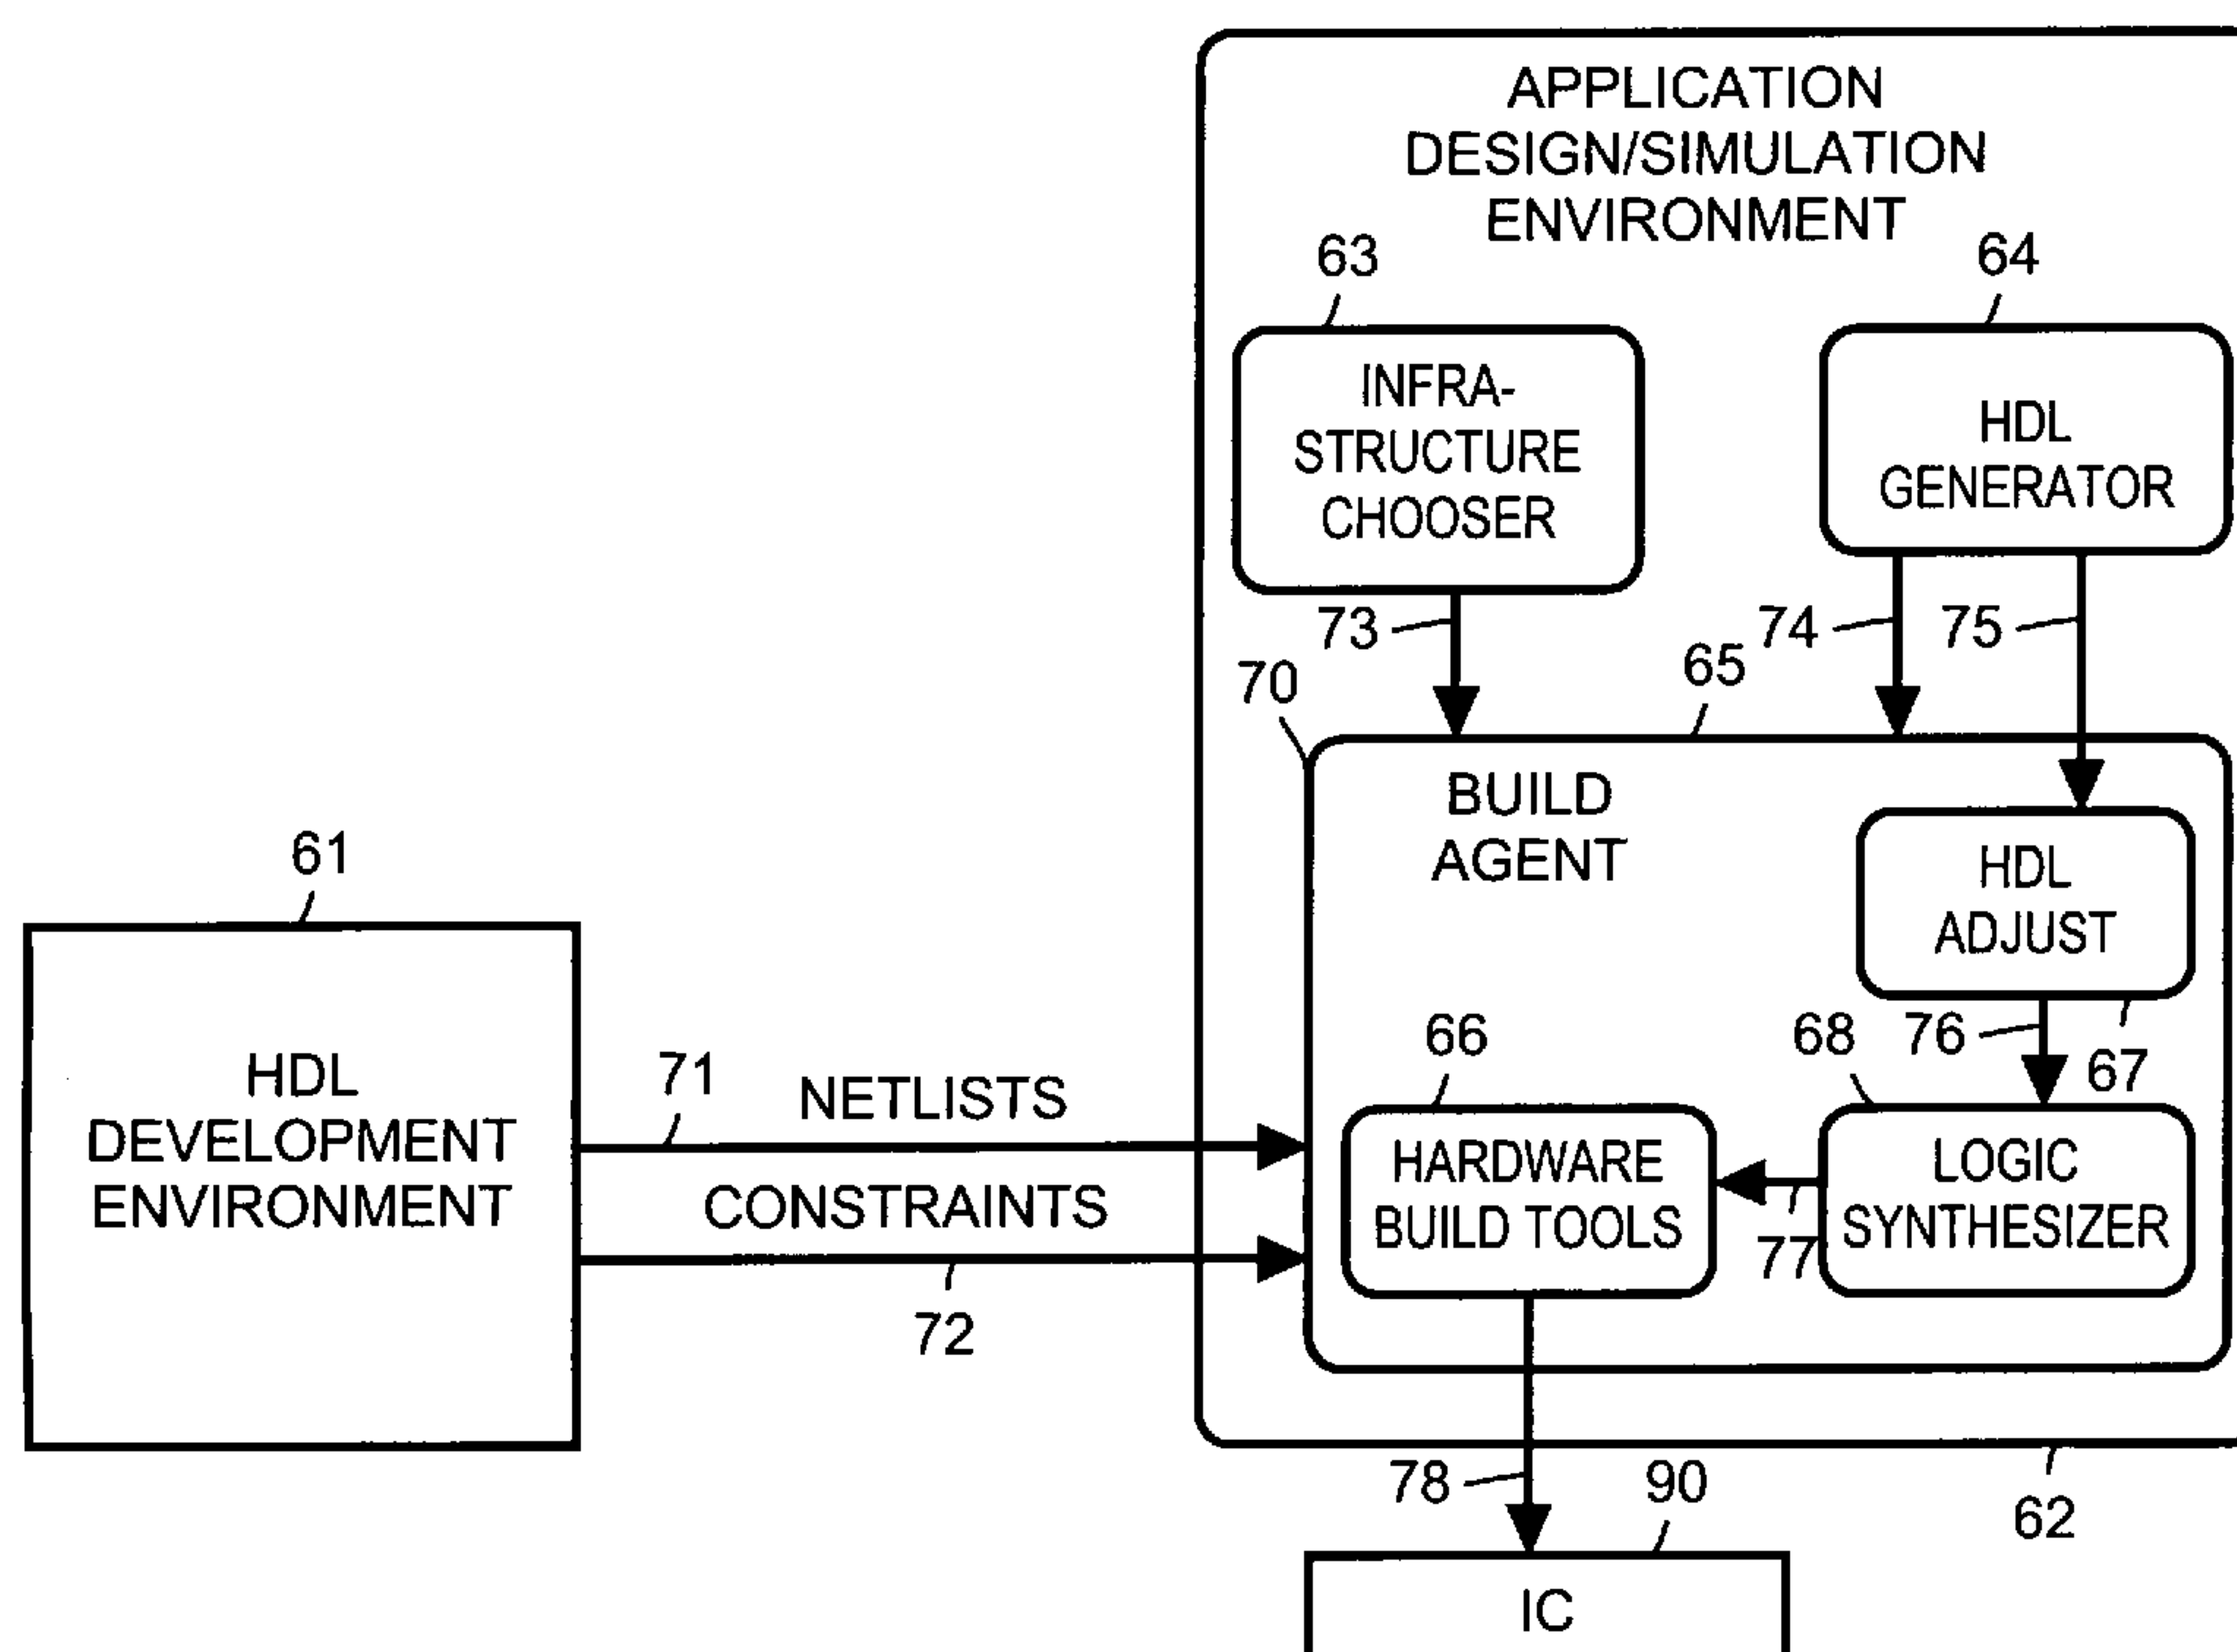 APPLICATION
DESIGN/SIMULATION
ENVIRONMENT
63
64
INFRA-
STRUCTURE
CHOOSER
HDL
GENERATOR
73
74
75
70
65
BUILD
AGENT
HDL
ADJUST
61
HDL
DEVELOPMENT
ENVIRONMENT
71
NETLISTS
CONSTRAINTS
72
66
68
76
67
HARDWARE
BUILD TOOLS
77
LOGIC
SYNTHESIZER
78
90
62
IC